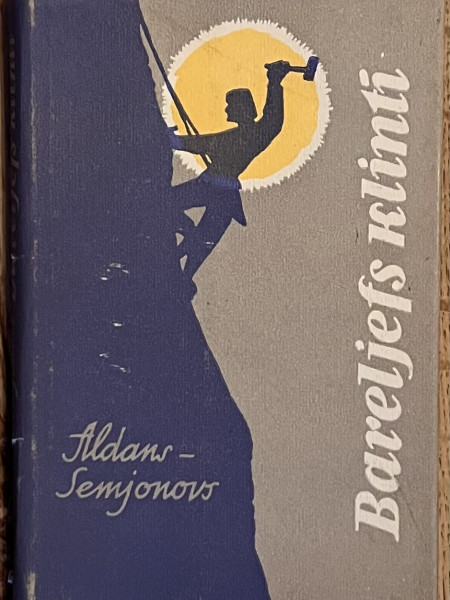 Aldans-
Semjonovs
Bareljefs klintī